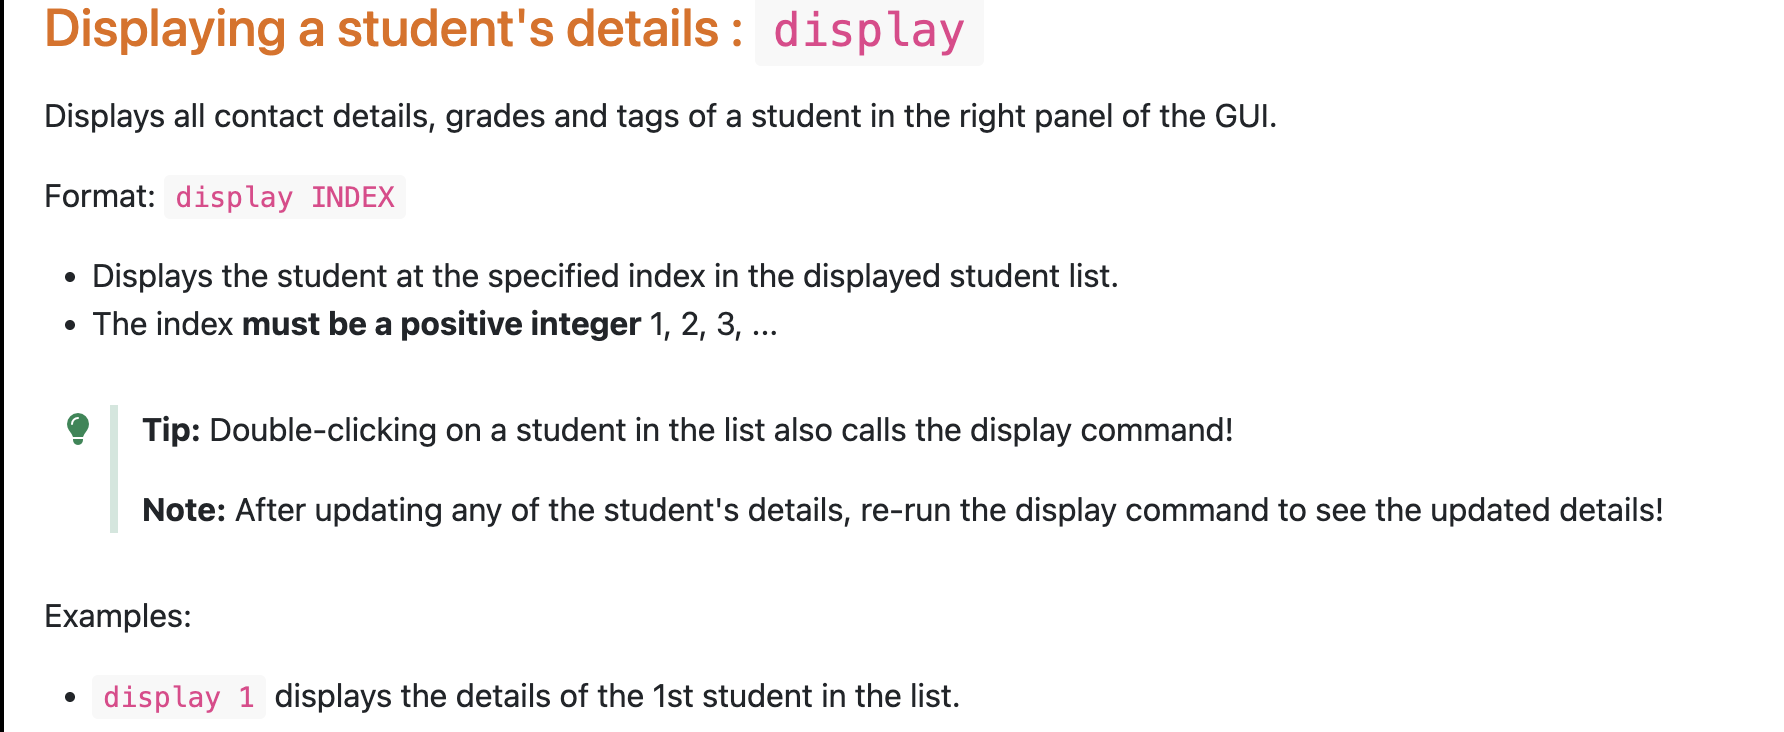 Displaying a student's details : display
Displays all contact details, grades and tags of a student in the right panel of the GUI.
Format: display INDEX
• Displays the student at the specified index in the displayed student list.
• The index must be a positive integer 1, 2, 3, ...
Tip: Double-clicking on a student in the list also calls the display command!
Note: After updating any of the student's details, re-run the display command to see the updated details!
Examples:
• display 1 displays the details of the 1st student in the list.